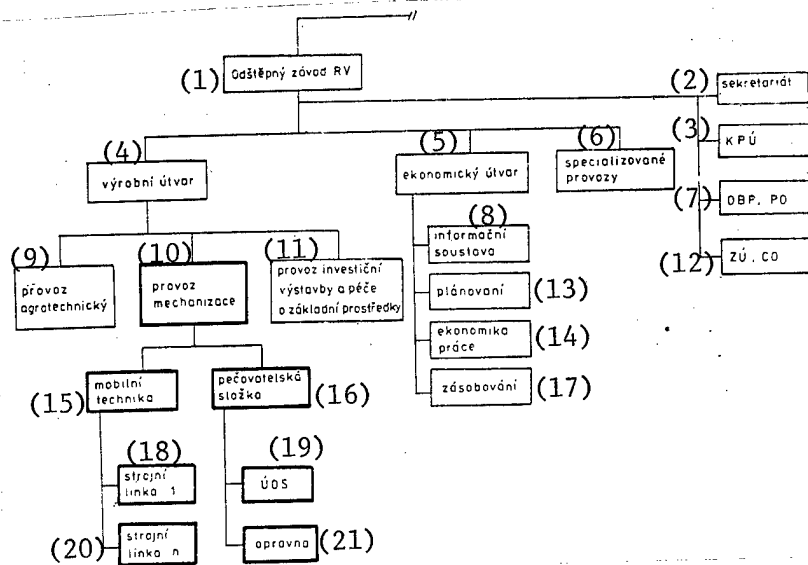 (1)
Odštěpný závod RV
(2)
sekretariát
(3)
KPÚ
(4)
výrobní útvar
(5)
ekonomický útvar
(6)
specializované
provozy
(7)
OBP, PO
(8)
informační
soustava
(9)
provoz
agrotechnický
(10)
provoz
mechanizace
(11)
provoz investiční
výstavby a péče
o základní prostředky
(12)
ZÚ, CO
plánovaní
(13)
ekonomika
práce
(14)
(15)
mobilní
technika
pečovatelská
složka
(16)
zásobování
(17)
(18)
strojní
linka 1
(19)
ÚOS
(20)
strojní
linka n
opravna
(21)